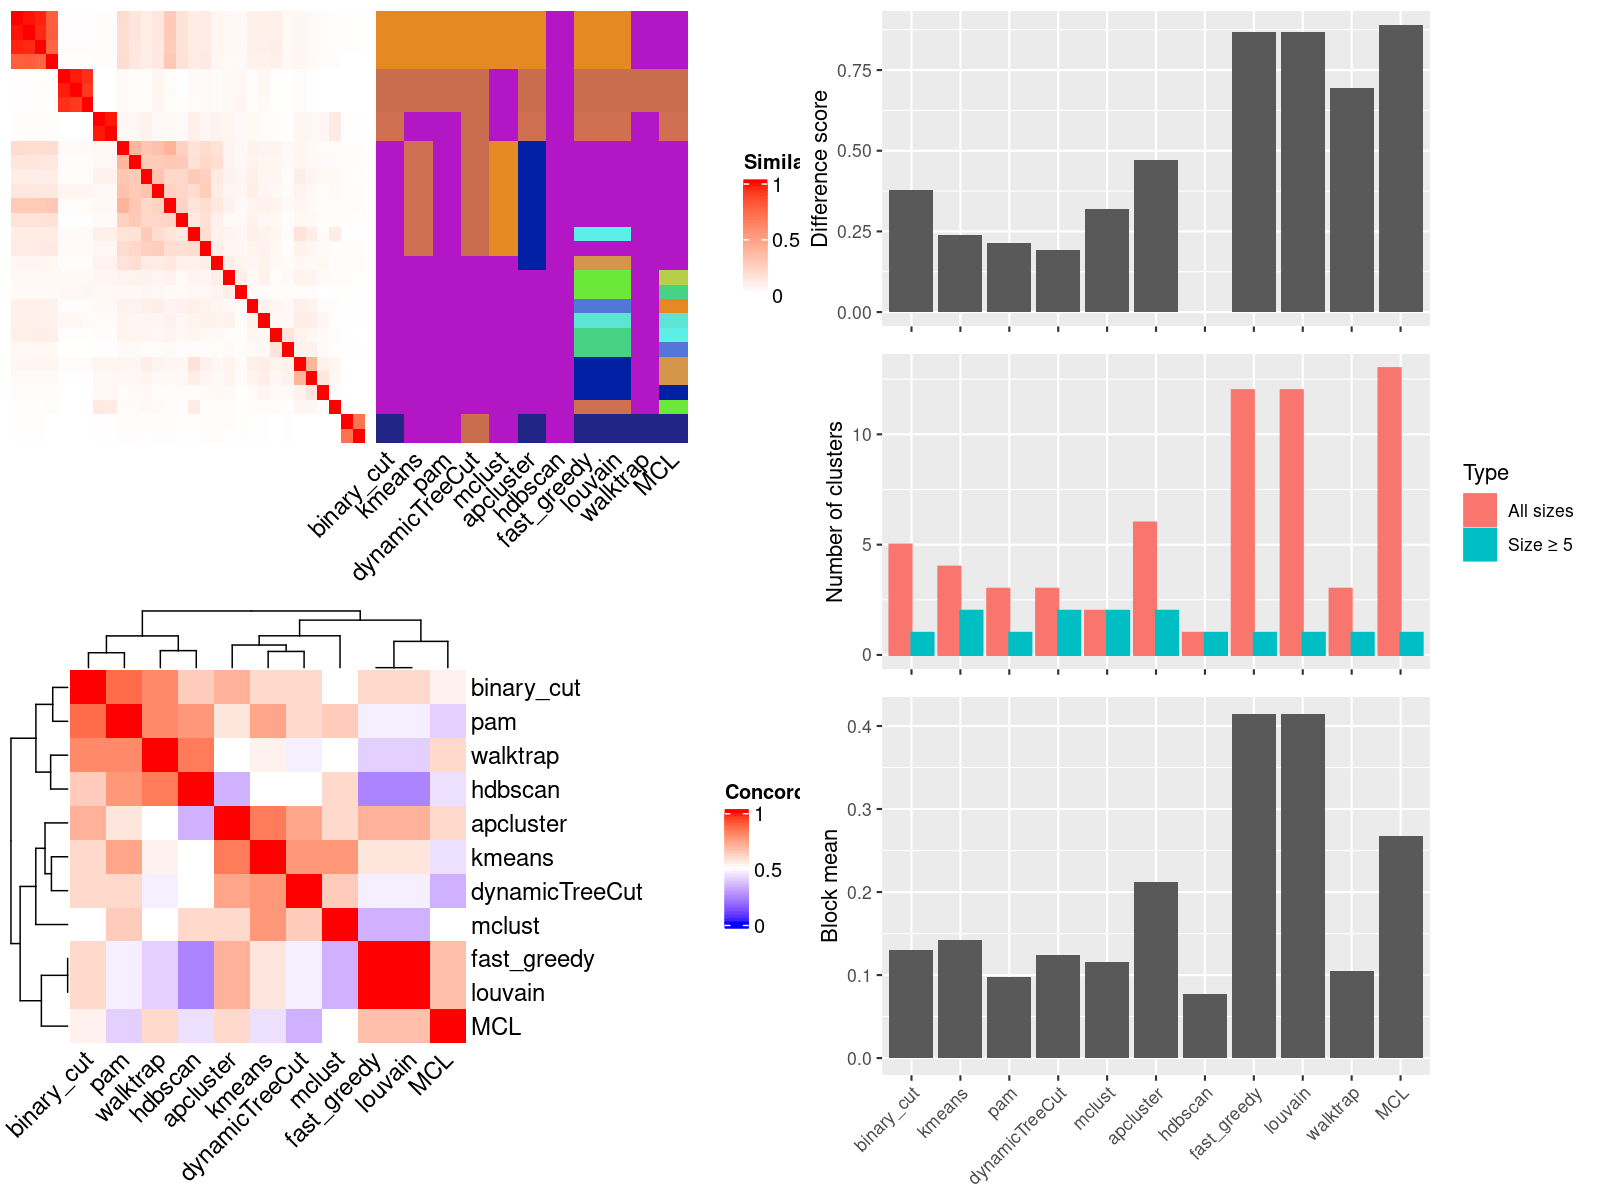 Simila
1
0.5
0
binary_cut
kmeans
pam
dynamicTreeCut
mclust
apcluster
hdbscan
fast_greedy
louvain
walktrap
MCL
binary_cut
pam
walktrap
hdbscan
apcluster
kmeans
dynamicTreeCut
mclust
fast_greedy
louvain
MCL
Concord
1
0.5
0
binary_cut
pam
walktrap
hdbscan
apcluster
kmeans
dynamicTreeCut
mclust
fast_greedy
louvain
MCL
Difference score
0.75
0.50
0.25
0.00
Number of clusters
10
5
0
Type
All sizes
Size ≥ 5
Block mean
0.4
0.3
0.2
0.1
0.0
binary_cut
kmeans
pam
dynamicTreeCut
mclust
apcluster
hdbscan
fast_greedy
louvain
walktrap
MCL